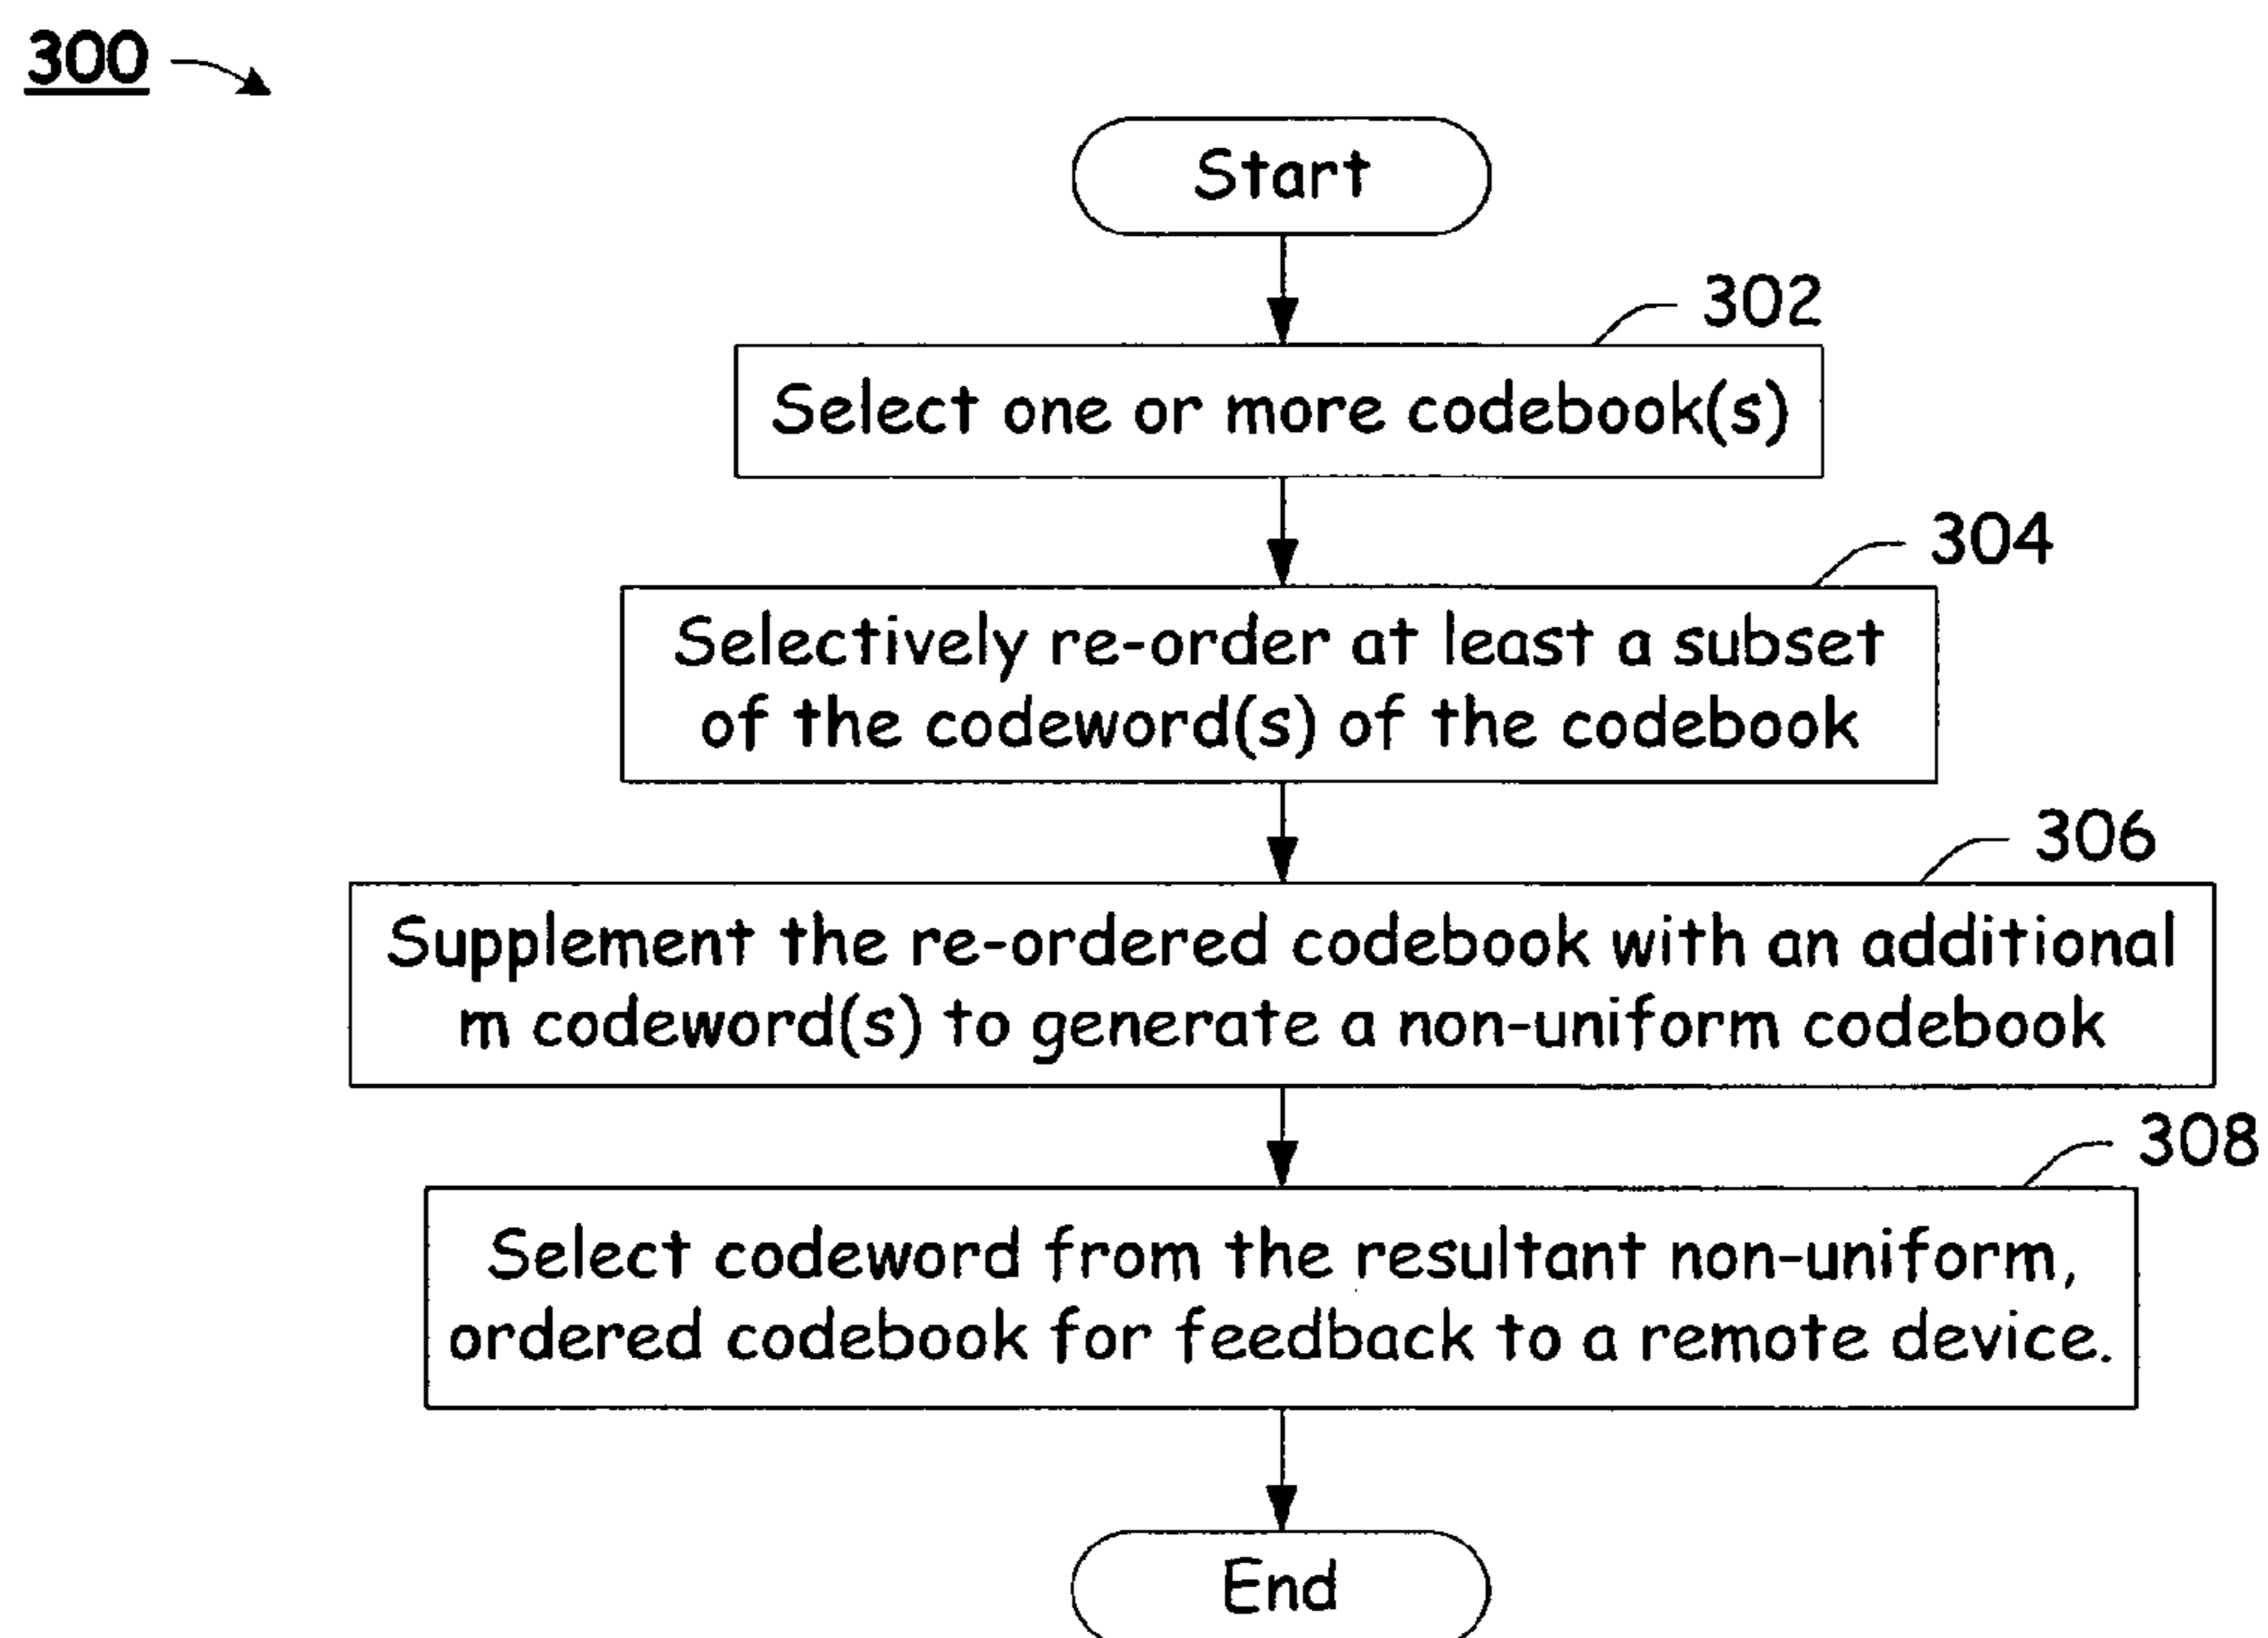 300
Start
302
Select one or more codebook(s)
304
Selectively re-order at least a subset
of the codeword(s) of the codebook
306
Supplement the re-ordered codebook with an additional
m codeword(s) to generate a non-uniform codebook
308
Select codeword from the resultant non-uniform,
ordered codebook for feedback to a remote device.
End